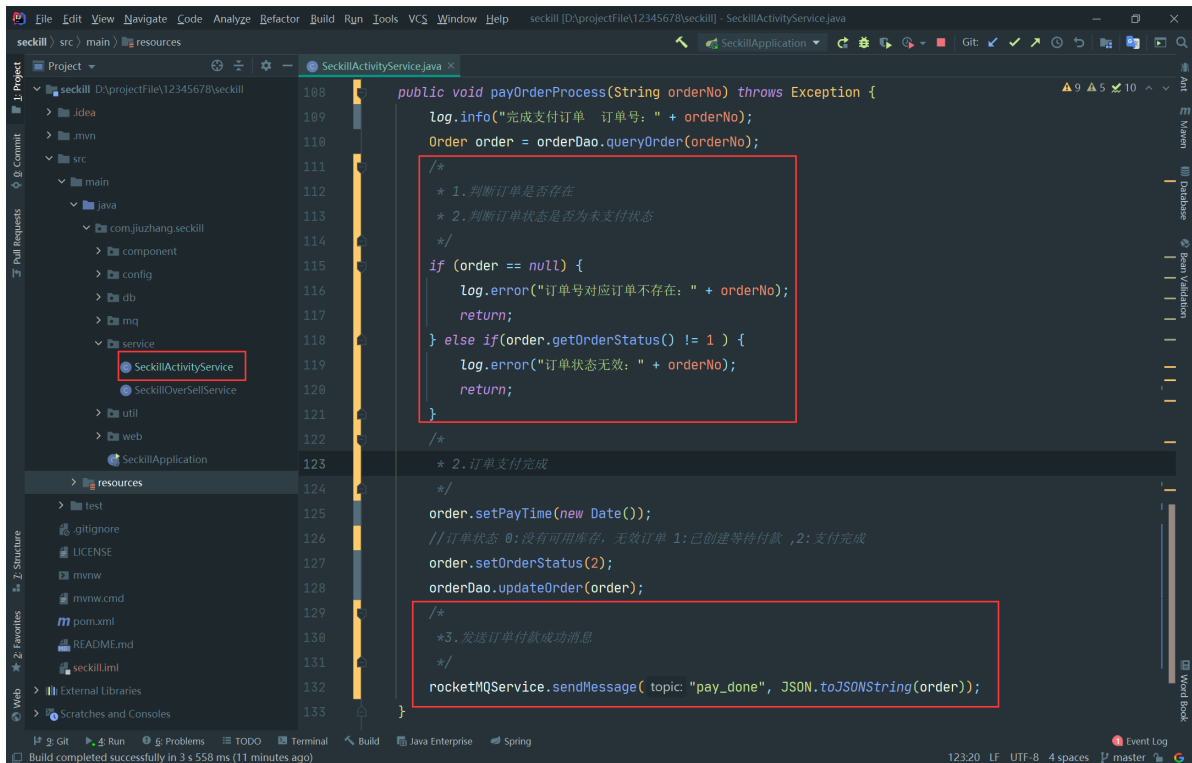 File Edit View Navigate Code Analyze Refactor Build Run Tools VCS Window Help seckill [D:\projectFile\12345678\seckill] - SeckillActivityService.java
seckill 〉 src 〉 main 〉 resources SeckillApplication Git:
Project SeckillActivityService.java ×
seckill D:\projectFile\12345678\seckill
.idea
.mvn
src
main
java
com.jiuzhang.seckill
component
config
db
mq
service
SeckillActivityService
SeckillOverSellService
util
web
SeckillApplication
resources
test
.gitignore
LICENSE
mvnw
mvnw.cmd
pom.xml
README.md
seckill.iml
External Libraries
Scratches and Consoles
1: Project
0: Commit
Pull Requests
7: Structure
2: Favorites
Web
9 5 10
108 public void payOrderProcess(String orderNo) throws Exception {
109 log.info("完成支付订单  订单号：" + orderNo);
110 Order order = orderDao.queryOrder(orderNo);
111 /*
112 * 1.判断订单是否存在
113 * 2.判断订单状态是否为未支付状态
114 */
115 if (order == null) {
116 log.error("订单号对应订单不存在：" + orderNo);
117 return;
118 } else if(order.getOrderStatus() != 1 ) {
119 log.error("订单状态无效：" + orderNo);
120 return;
121 }
122 /*
123 * 2.订单支付完成
124 */
125 order.setPayTime(new Date());
126 //订单状态 0:没有可用库存，无效订单 1:已创建等待付款 ,2:支付完成
127 order.setOrderStatus(2);
128 orderDao.updateOrder(order);
129 /*
130 *3.发送订单付款成功消息
131 */
132 rocketMQService.sendMessage( topic: "pay_done", JSON.toJSONString(order));
133 }
Ant
Maven
Database
Bean Validation
Word Book
9: Git 4: Run 6: Problems TODO Terminal Build Java Enterprise Spring 1 Event Log
Build completed successfully in 3 s 558 ms (11 minutes ago) 123:20 LF UTF-8 4 spaces master